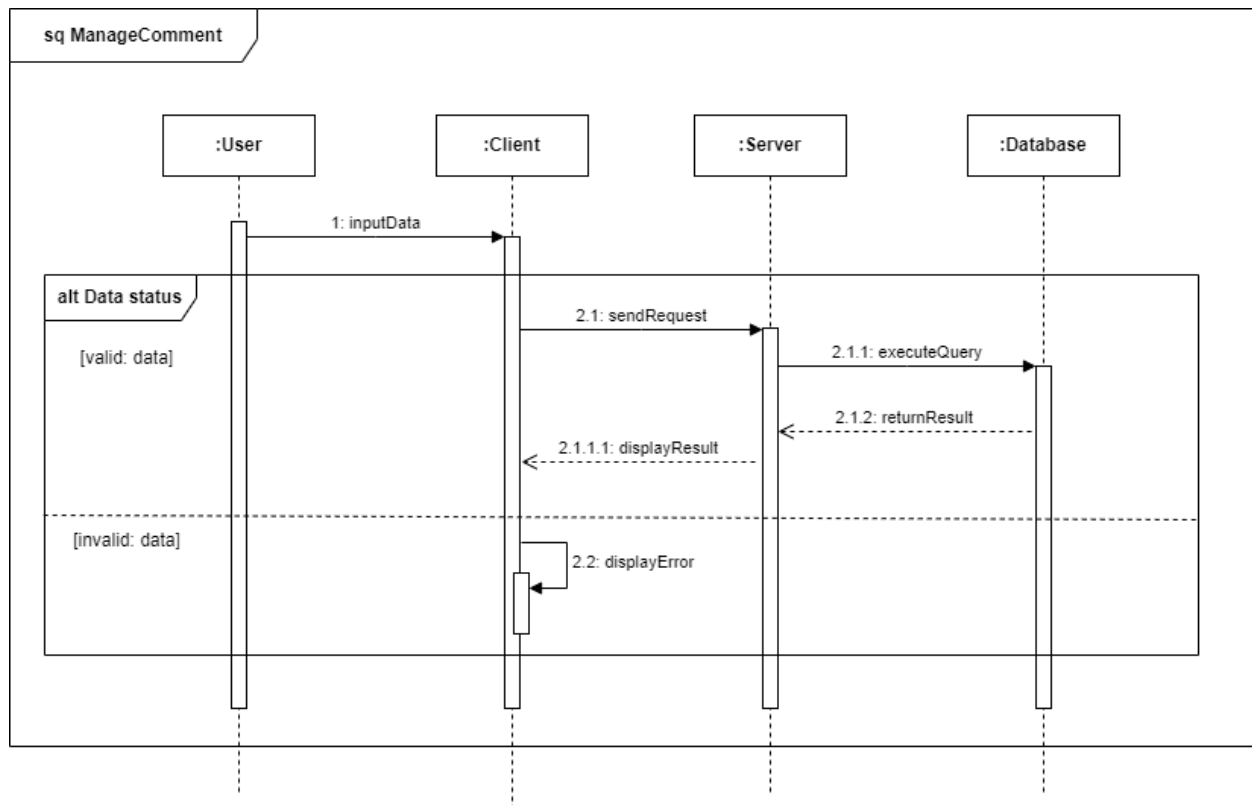 sq ManageComment
:User
:Client
:Server
:Database
1: inputData
alt Data status
2.1: sendRequest
[valid: data]
2.1.1: executeQuery
2.1.2: returnResult
2.1.1.1: displayResult
[invalid: data]
2.2: displayError